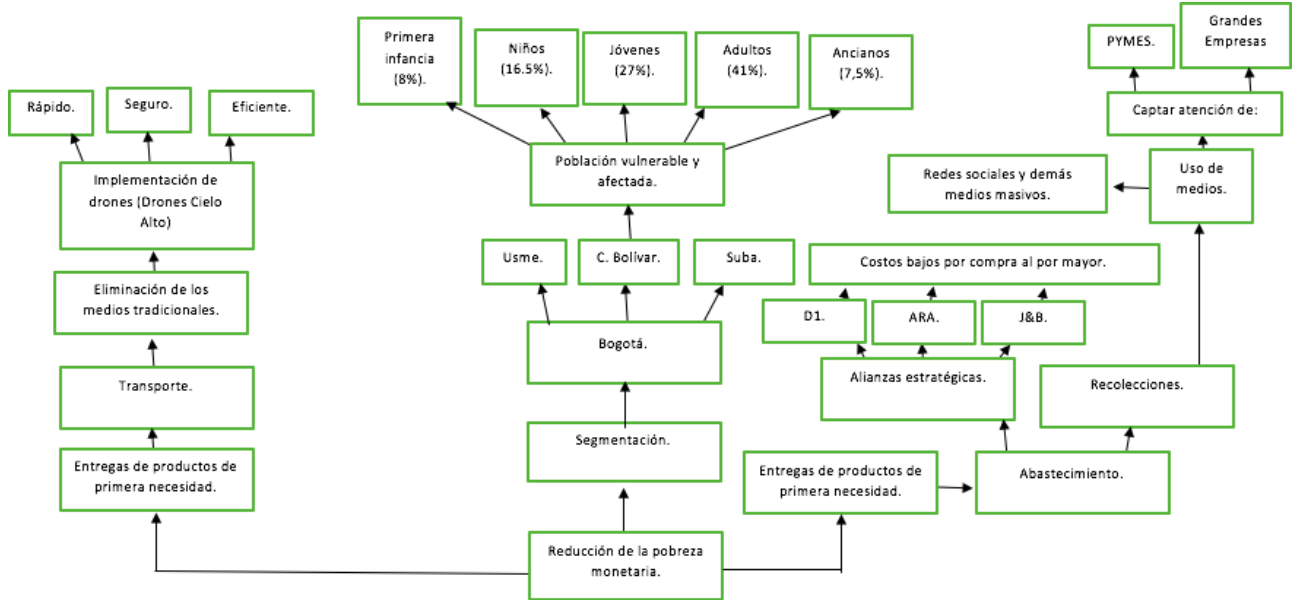 Grandes
Empresas
PYMES.
Primera
infancia
(8%).
Niños
(16.5%).
Jóvenes
(27%).
Adultos
(41%).
Ancianos
(7,5%).
Rápido.
Seguro.
Eficiente.
Captar atención de:
Implementación de
drones (Drones Cielo
Alto)
Población vulnerable y
afectada.
Redes sociales y demás
medios masivos.
Uso de
medios.
Usme.
C. Bolívar.
Suba.
Costos bajos por compra al por mayor.
Eliminación de los
medios tradicionales.
D1.
ARA.
J&B.
Bogotá.
Transporte.
Alianzas estratégicas.
Recolecciones.
Segmentación.
Entregas de productos de
primera necesidad.
Entregas de productos de
primera necesidad.
Abastecimiento.
Reducción de la pobreza
monetaria.